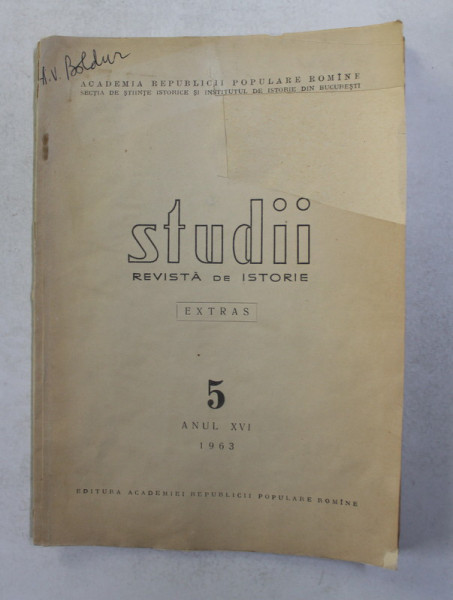 A.V. Boldur
ACADEMIA REPUBLICII POPULARE ROMÎNE
SECȚIA DE ȘTIINȚE ISTORICE ȘI INSTITUTUL DE ISTORIE DIN BUCUREȘTI
studii
REVISTĂ DE ISTORIE
EXTRAS
5
ANUL XVI
1963
EDITURA ACADEMIEI REPUBLICII POPULARE ROMÎNE